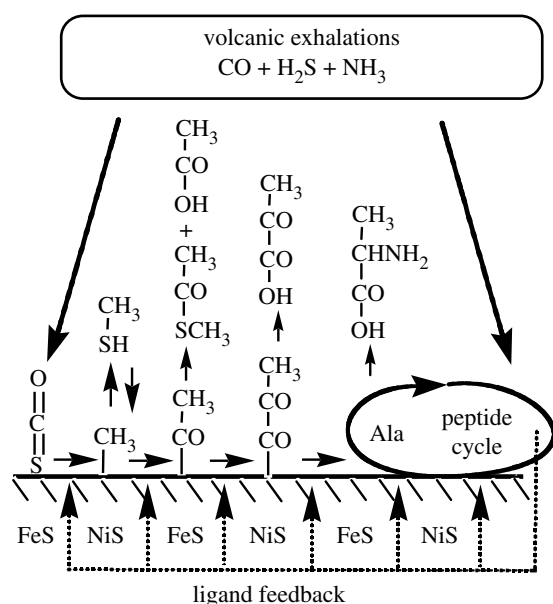 volcanic exhalations
CO + H₂S + NH₃
CH₃
CO
OH
+
CH₃
CO
SCH₃
CH₃
CO
CO
OH
CH₃
CHNH₂
CO
OH
CH₃
SH
O
C
S
CH₃
CH₃
CO
CH₃
CO
CO
Ala
peptide
cycle
FeS NiS FeS NiS FeS NiS
ligand feedback